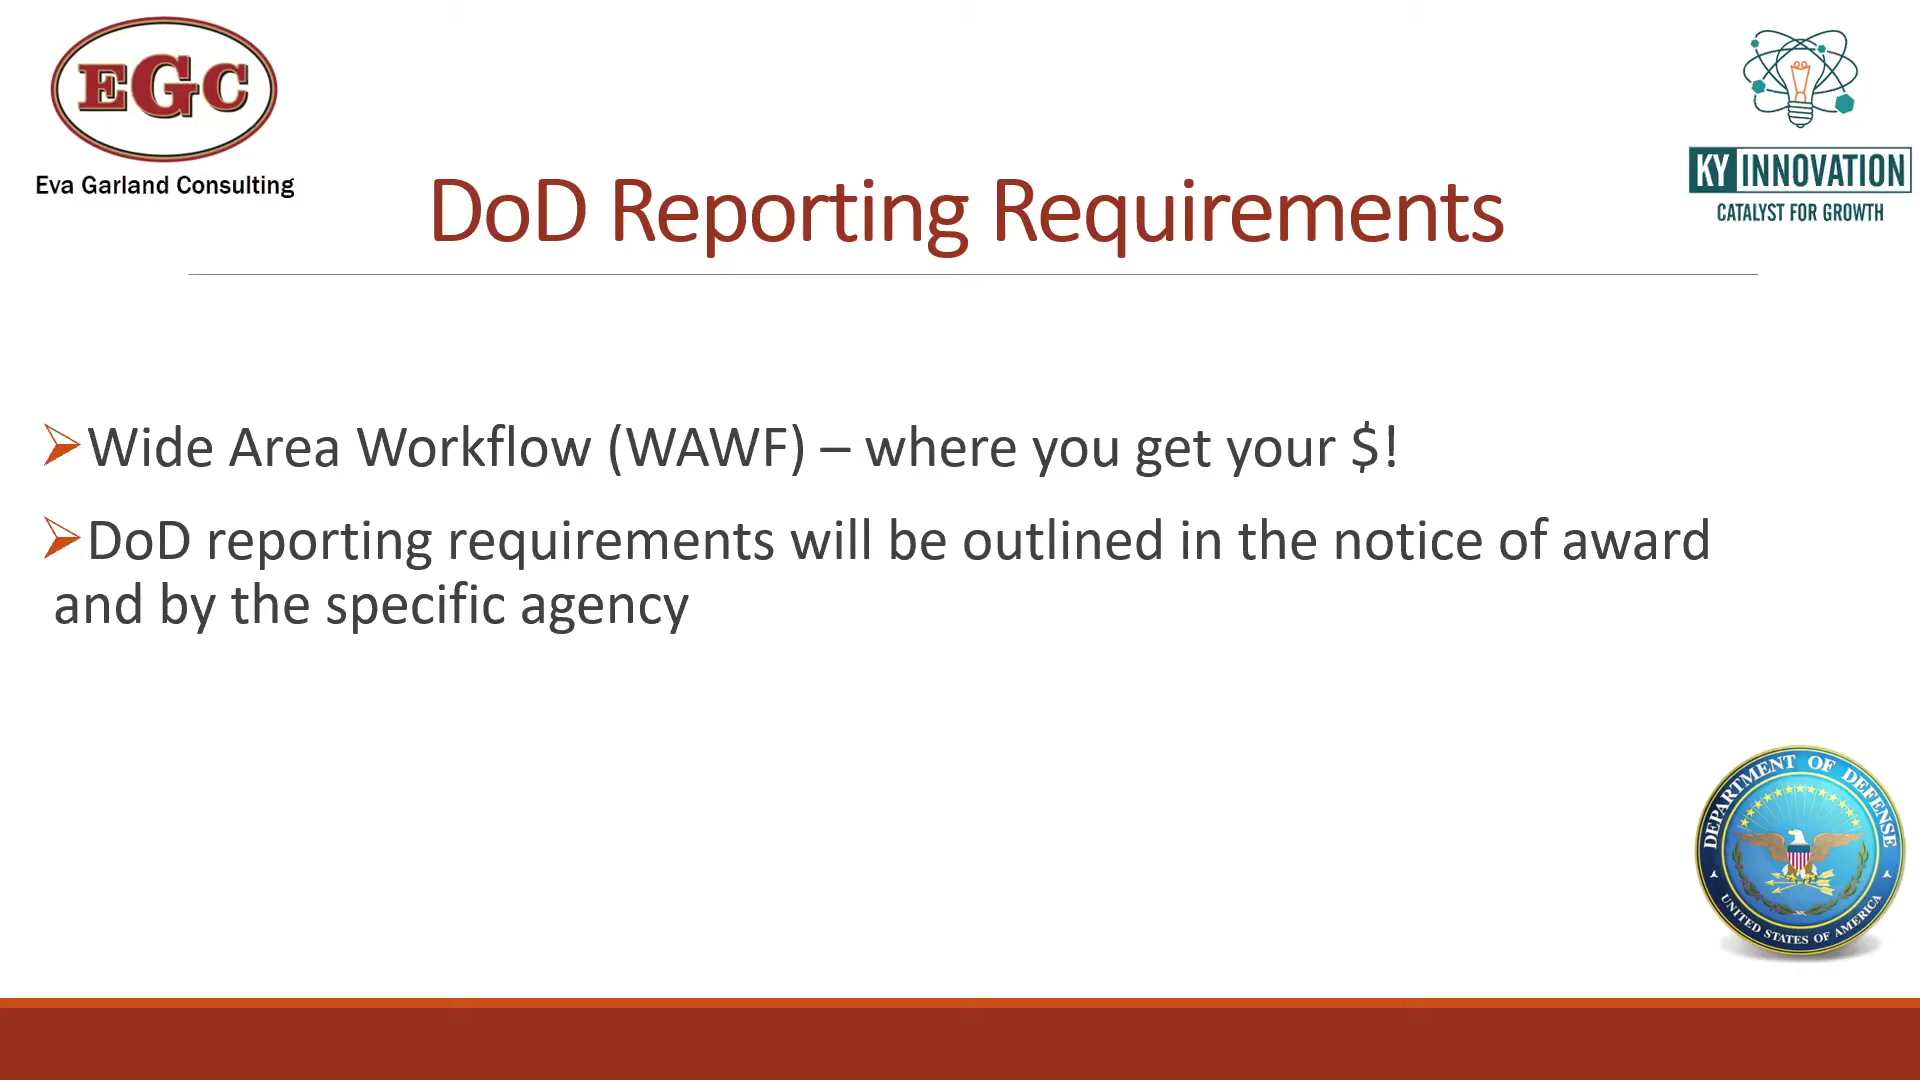 EGC
Eva Garland Consulting
KY INNOVATION
CATALYST FOR GROWTH
DoD Reporting Requirements
Wide Area Workflow (WAWF) – where you get your $!
DoD reporting requirements will be outlined in the notice of award
and by the specific agency
DEPARTMENT OF DEFENSE
UNITED STATES OF AMERICA